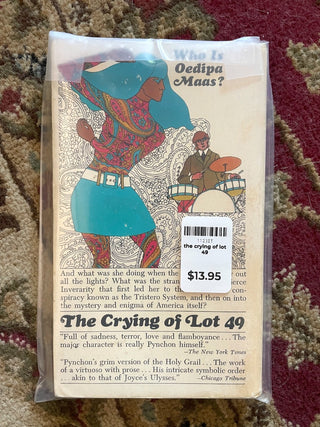 Who Is
Oedipa
Maas?
the crying of lot
49
$13.95
And what was she doing when the out
all the lights? What was the stran erce
Inverarity that first led her to th con-
spiracy known as the Tristero System, and then on into
the mystery and enigma of America itself?
The Crying of Lot 49
"Full of sadness, terror, love and flamboyance . . . The
major character is really Pynchon himself."
—The New York Times
"Pynchon's grim version of the Holy Grail . . . The work
of a virtuoso with prose . . . His intricate symbolic order
. . . akin to that of Joyce's Ulysses." —Chicago Tribune